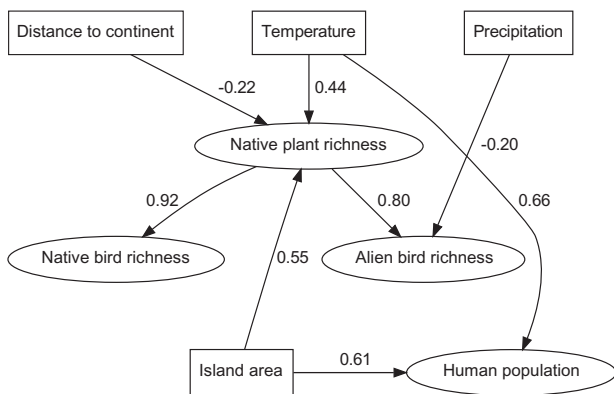 Distance to continent
Temperature
Precipitation
-0.22
0.44
Native plant richness
-0.20
0.92
0.80
0.66
Native bird richness
0.55
Alien bird richness
Island area
0.61
Human population